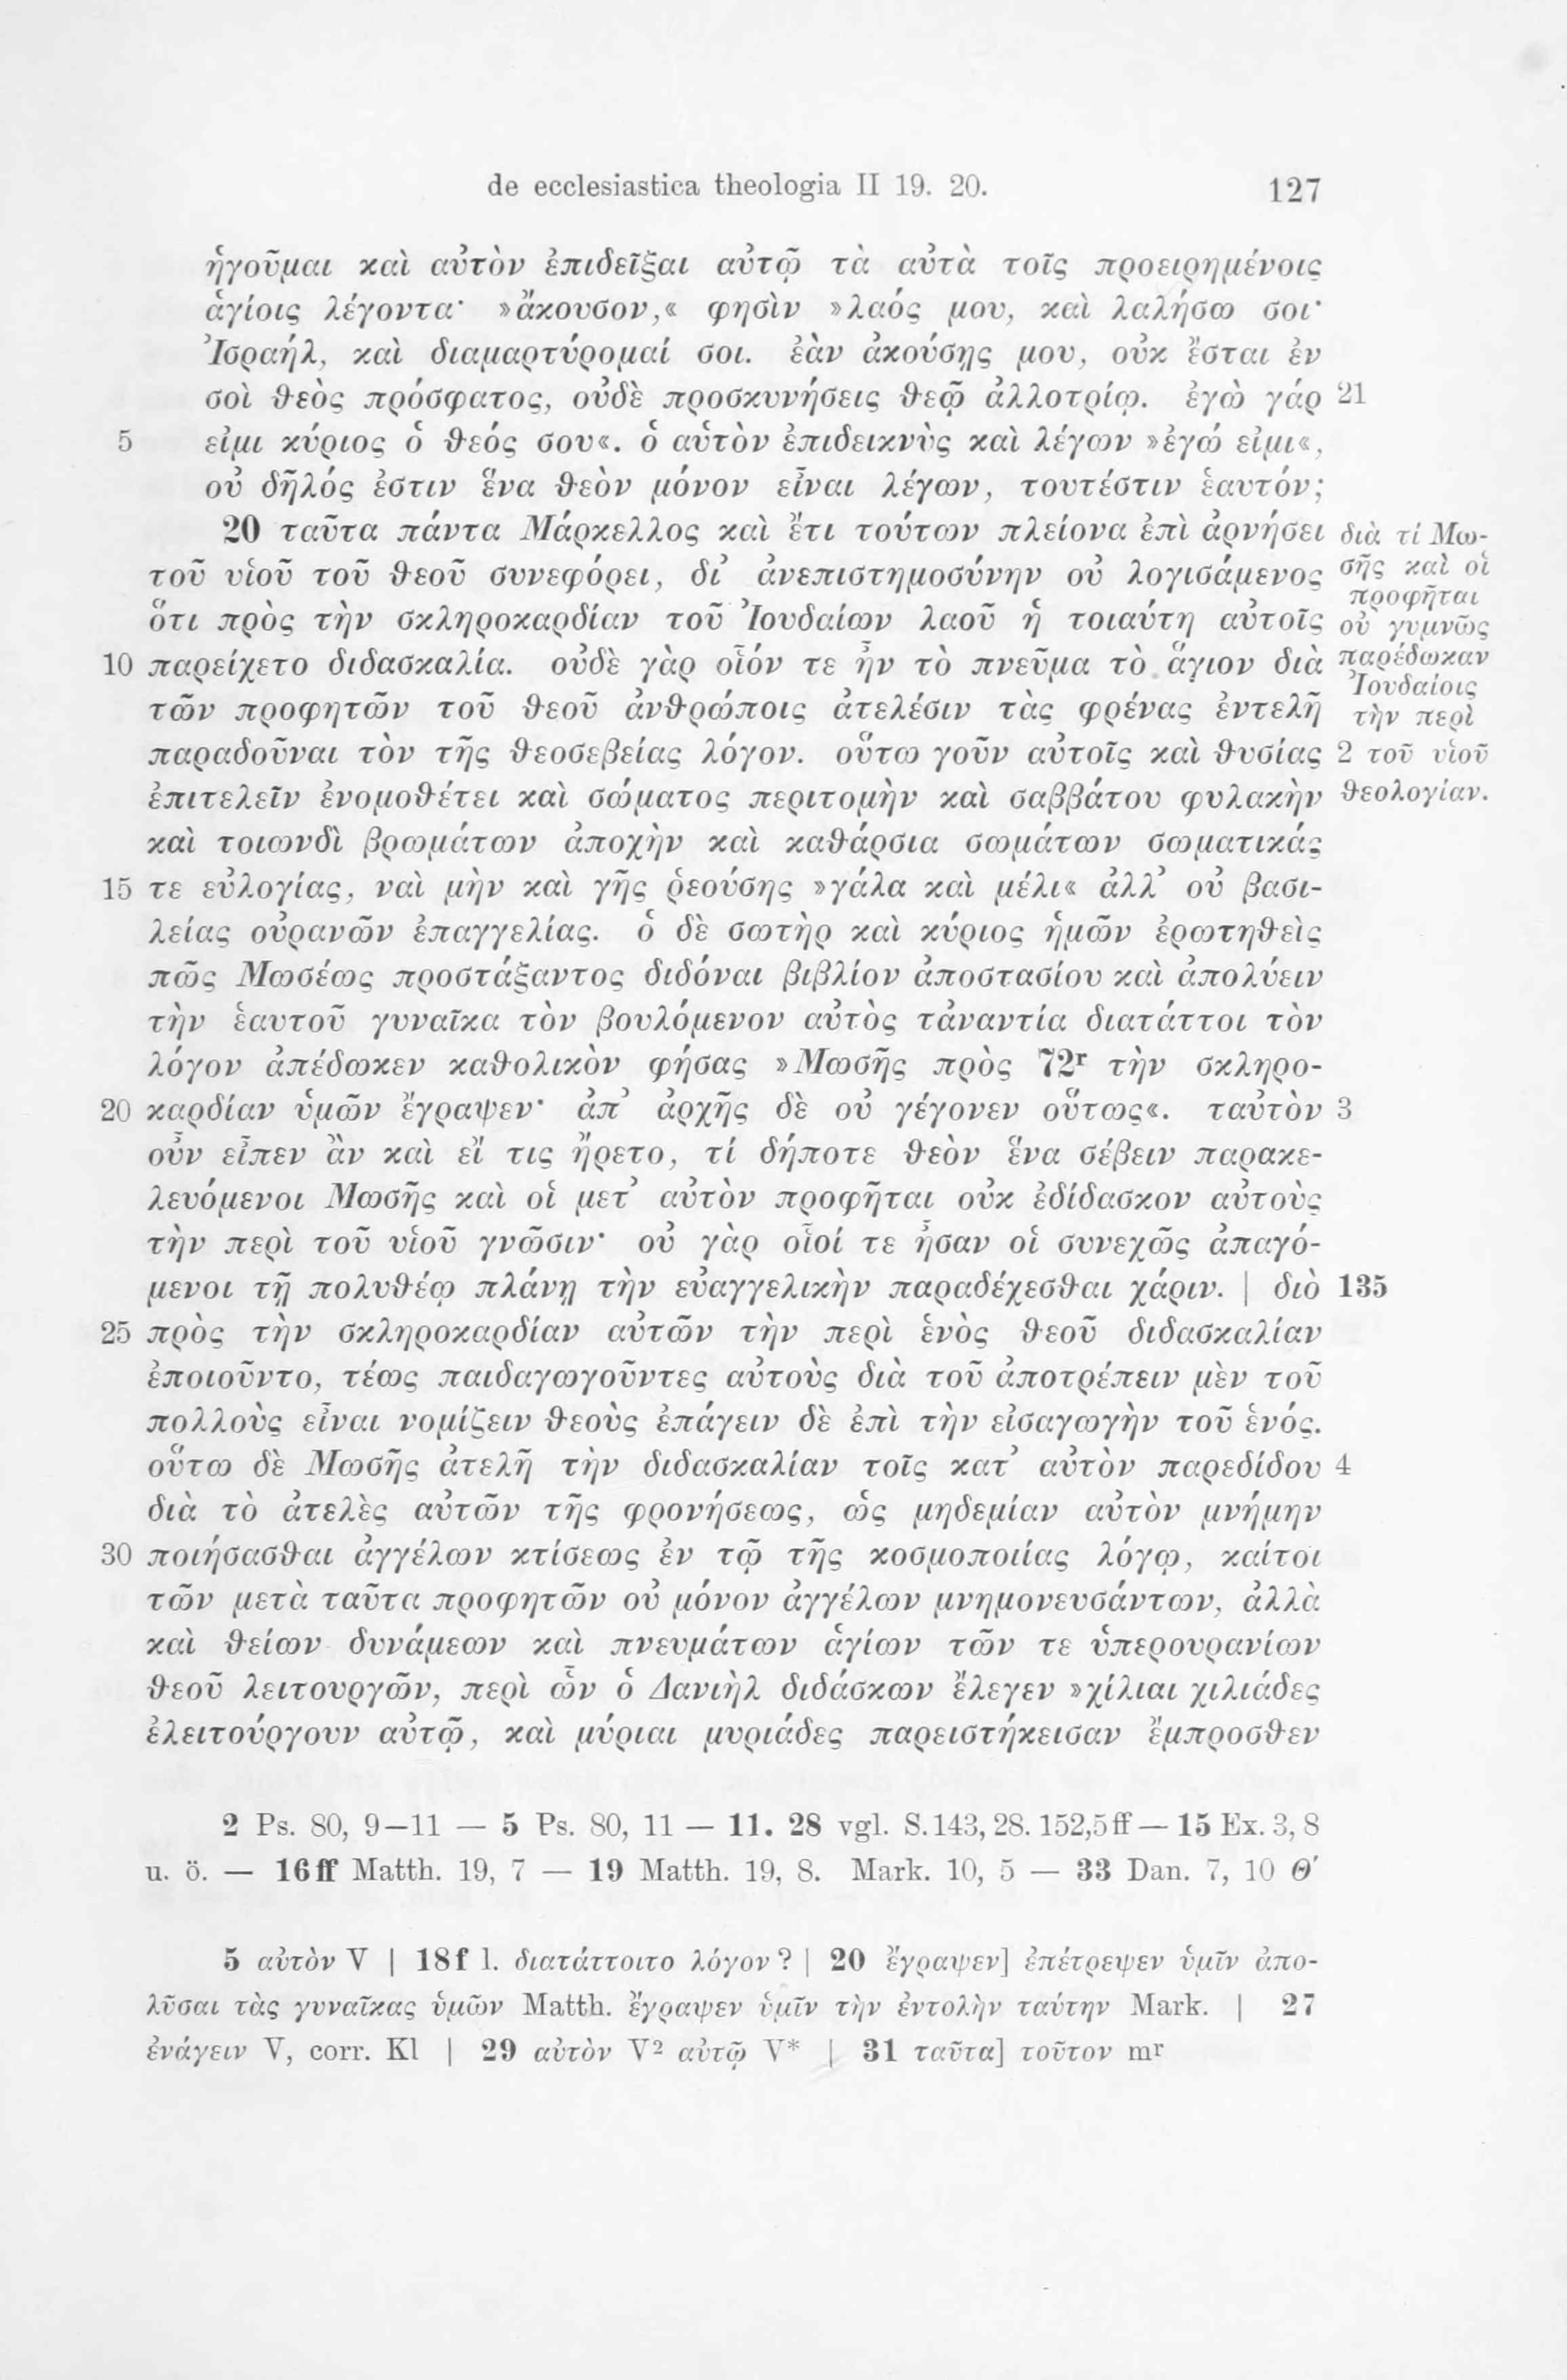 de ecclesiastica theologia II 19. 20. 127
ἡγοῦμαι καὶ αὐτὸν ἐπιδεῖξαι αὐτῷ τὰ αὐτὰ τοῖς προειρημένοις
ἁγίοις λέγοντα· »ἄκουσον,« φησὶν »λαός μου, καὶ λαλήσω σοι·
Ἰσραήλ, καὶ διαμαρτύρομαί σοι. ἐὰν ἀκούσῃς μου, οὐκ ἔσται ἐν
σοὶ θεὸς πρόσφατος, οὐδὲ προσκυνήσεις θεῷ ἀλλοτρίῳ. ἐγὼ γάρ 21
5 εἰμι κύριος ὁ θεός σου«. ὁ αὑτὸν ἐπιδεικνὺς καὶ λέγων »ἐγώ εἰμι«,
οὐ δῆλός ἐστιν ἕνα θεὸν μόνον εἶναι λέγων, τουτέστιν ἑαυτόν;
20 ταῦτα πάντα Μάρκελλος καὶ ἔτι τούτων πλείονα ἐπὶ ἀρνήσει
τοῦ υἱοῦ τοῦ θεοῦ συνεφόρει, δι᾽ ἀνεπιστημοσύνην οὐ λογισάμενος
ὅτι πρὸς τὴν σκληροκαρδίαν τοῦ Ἰουδαίων λαοῦ ἡ τοιαύτη αὐτοῖς
10 παρείχετο διδασκαλία. οὐδὲ γὰρ οἷόν τε ἦν τὸ πνεῦμα τὸ ἅγιον διὰ
τῶν προφητῶν τοῦ θεοῦ ἀνθρώποις ἀτελέσιν τὰς φρένας ἐντελῆ
παραδοῦναι τὸν τῆς θεοσεβείας λόγον. οὕτω γοῦν αὐτοῖς καὶ θυσίας 2
ἐπιτελεῖν ἐνομοθέτει καὶ σώματος περιτομὴν καὶ σαββάτου φυλακὴν
καὶ τοιωνδὶ βρωμάτων ἀποχὴν καὶ καθάρσια σωμάτων σωματικάς
15 τε εὐλογίας, ναὶ μὴν καὶ γῆς ῥεούσης »γάλα καὶ μέλι« ἀλλ᾽ οὐ βασι-
λείας οὐρανῶν ἐπαγγελίας. ὁ δὲ σωτὴρ καὶ κύριος ἡμῶν ἐρωτηθεὶς
πῶς Μωσέως προστάξαντος διδόναι βιβλίον ἀποστασίου καὶ ἀπολύειν
τὴν ἑαυτοῦ γυναῖκα τὸν βουλόμενον αὐτὸς τἀναντία διατάττοι τὸν
λόγον ἀπέδωκεν καθολικὸν φήσας »Μωσῆς πρὸς 72r τὴν σκληρο-
20 καρδίαν ὑμῶν ἔγραψεν· ἀπ᾽ ἀρχῆς δὲ οὐ γέγονεν οὕτως«. ταὐτὸν 3
οὖν εἶπεν ἂν καὶ εἴ τις ἤρετο, τί δήποτε θεὸν ἕνα σέβειν παρακε-
λευόμενοι Μωσῆς καὶ οἱ μετ᾽ αὐτὸν προφῆται οὐκ ἐδίδασκον αὐτοὺς
τὴν περὶ τοῦ υἱοῦ γνῶσιν· οὐ γὰρ οἷοί τε ἦσαν οἱ συνεχῶς ἀπαγό-
μενοι τῇ πολυθέῳ πλάνῃ τὴν εὐαγγελικὴν παραδέχεσθαι χάριν. | διὸ 135
25 πρὸς τὴν σκληροκαρδίαν αὐτῶν τὴν περὶ ἑνὸς θεοῦ διδασκαλίαν
ἐποιοῦντο, τέως παιδαγωγοῦντες αὐτοὺς διὰ τοῦ ἀποτρέπειν μὲν τοῦ
πολλοὺς εἶναι νομίζειν θεοὺς ἐπάγειν δὲ ἐπὶ τὴν εἰσαγωγὴν τοῦ ἑνός.
οὕτω δὲ Μωσῆς ἀτελῆ τὴν διδασκαλίαν τοῖς κατ᾽ αὐτὸν παρεδίδου 4
διὰ τὸ ἀτελὲς αὐτῶν τῆς φρονήσεως, ὡς μηδεμίαν αὐτὸν μνήμην
30 ποιήσασθαι ἀγγέλων κτίσεως ἐν τῷ τῆς κοσμοποιίας λόγῳ, καίτοι
τῶν μετὰ ταῦτα προφητῶν οὐ μόνον ἀγγέλων μνημονευσάντων, ἀλλὰ
καὶ θείων δυνάμεων καὶ πνευμάτων ἁγίων τῶν τε ὑπερουρανίων
θεοῦ λειτουργῶν, περὶ ὧν ὁ Δανιὴλ διδάσκων ἔλεγεν »χίλιαι χιλιάδες
ἐλειτούργουν αὐτῷ, καὶ μύριαι μυριάδες παρειστήκεισαν ἔμπροσθεν
διὰ τί Μω-
σῆς καὶ οἱ
προφῆται
οὐ γυμνῶς
παρέδωκαν
Ἰουδαίοις
τὴν περὶ
τοῦ υἱοῦ
θεολογίαν.
2 Ps. 80, 9—11 — 5 Ps. 80, 11 — 11. 28 vgl. S. 143, 28. 152,5 ff — 15 Ex. 3, 8
u. ö. — 16 ff Matth. 19, 7 — 19 Matth. 19, 8. Mark. 10, 5 — 33 Dan. 7, 10 Θ′
5 αὐτὸν V | 18 f l. διατάττοιτο λόγον? | 20 ἔγραψεν] ἐπέτρεψεν ὑμῖν ἀπο-
λῦσαι τὰς γυναῖκας ὑμῶν Matth. ἔγραψεν ὑμῖν τὴν ἐντολὴν ταύτην Mark. | 27
ἐνάγειν V, corr. Kl | 29 αὐτὸν V2 αὐτῷ V* | 31 ταῦτα] τοῦτον mr